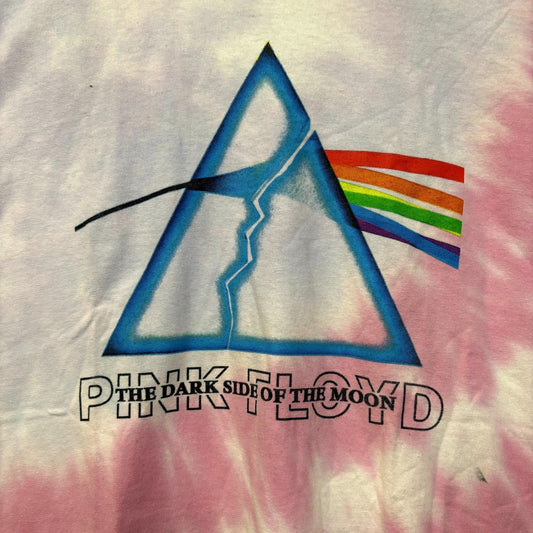 PINK FLOYD
THE DARK SIDE OF THE MOON